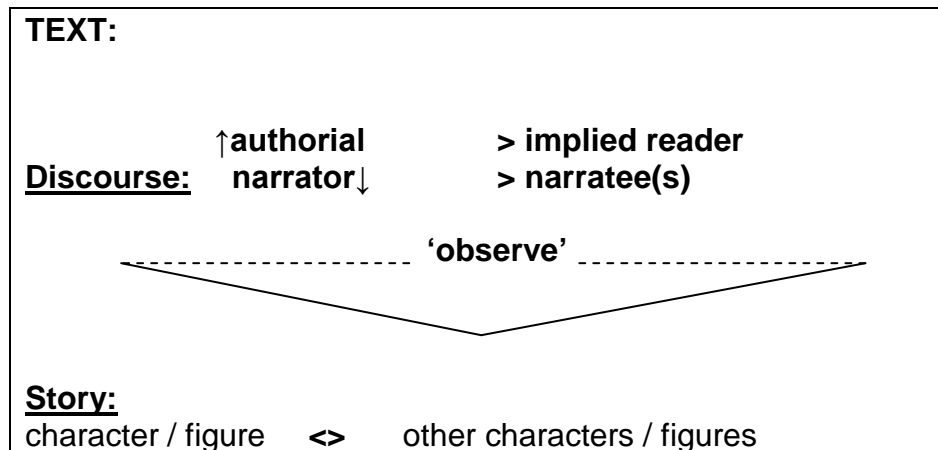 TEXT:
↑authorial > implied reader
Discourse: narrator↓ > narratee(s)
‘observe’
Story:
character / figure <> other characters / figures